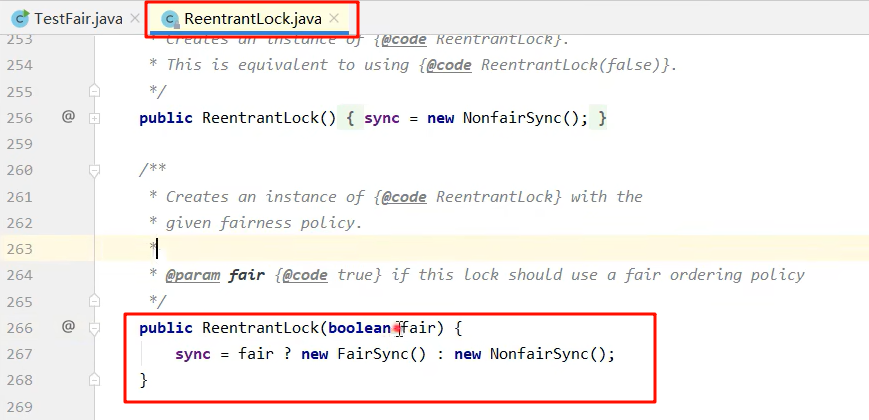 TestFair.java
ReentrantLock.java
253 * Creates an instance of {@code ReentrantLock}.
254 * This is equivalent to using {@code ReentrantLock(false)}.
255 */
256 @ public ReentrantLock() { sync = new NonfairSync(); }
259
260 /**
261 * Creates an instance of {@code ReentrantLock} with the
262 * given fairness policy.
263 *
264 * @param fair {@code true} if this lock should use a fair ordering policy
265 */
266 @ public ReentrantLock(boolean fair) {
267 sync = fair ? new FairSync() : new NonfairSync();
268 }
269